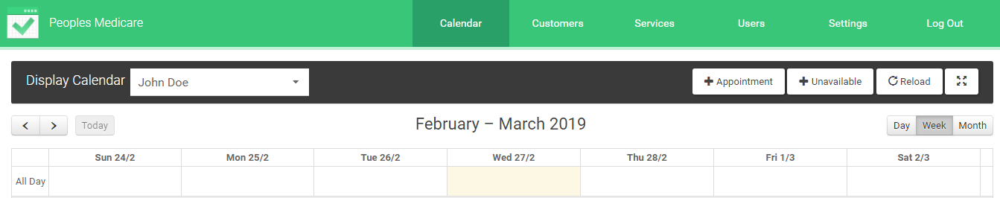 Peoples Medicare Calendar Customers Services Users Settings Log Out
Display Calendar John Doe Appointment Unavailable Reload
Today February – March 2019 Day Week Month
Sun 24/2 Mon 25/2 Tue 26/2 Wed 27/2 Thu 28/2 Fri 1/3 Sat 2/3
All Day